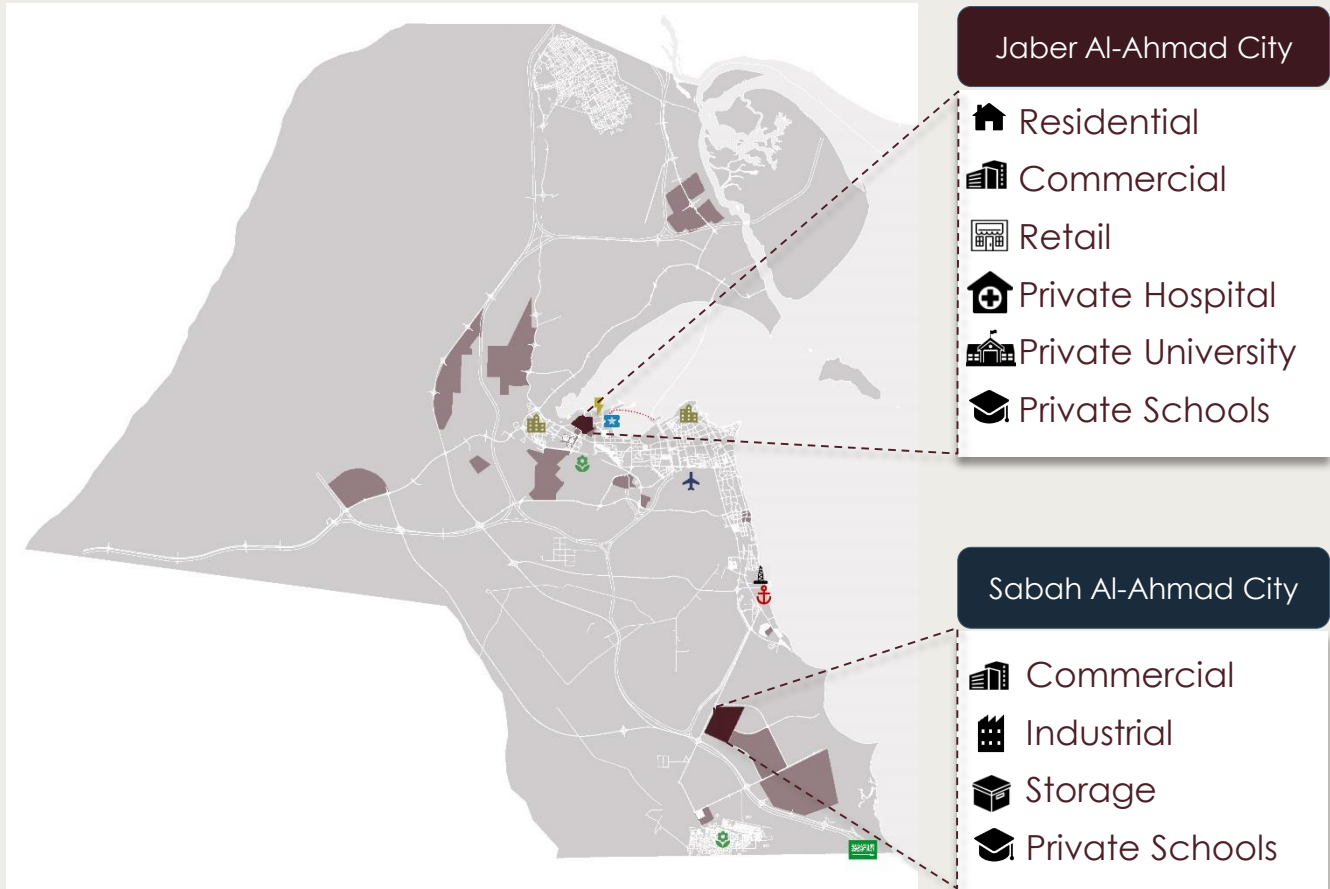 Jaber Al-Ahmad City
Residential
Commercial
Retail
Private Hospital
Private University
Private Schools
Sabah Al-Ahmad City
Commercial
Industrial
Storage
Private Schools